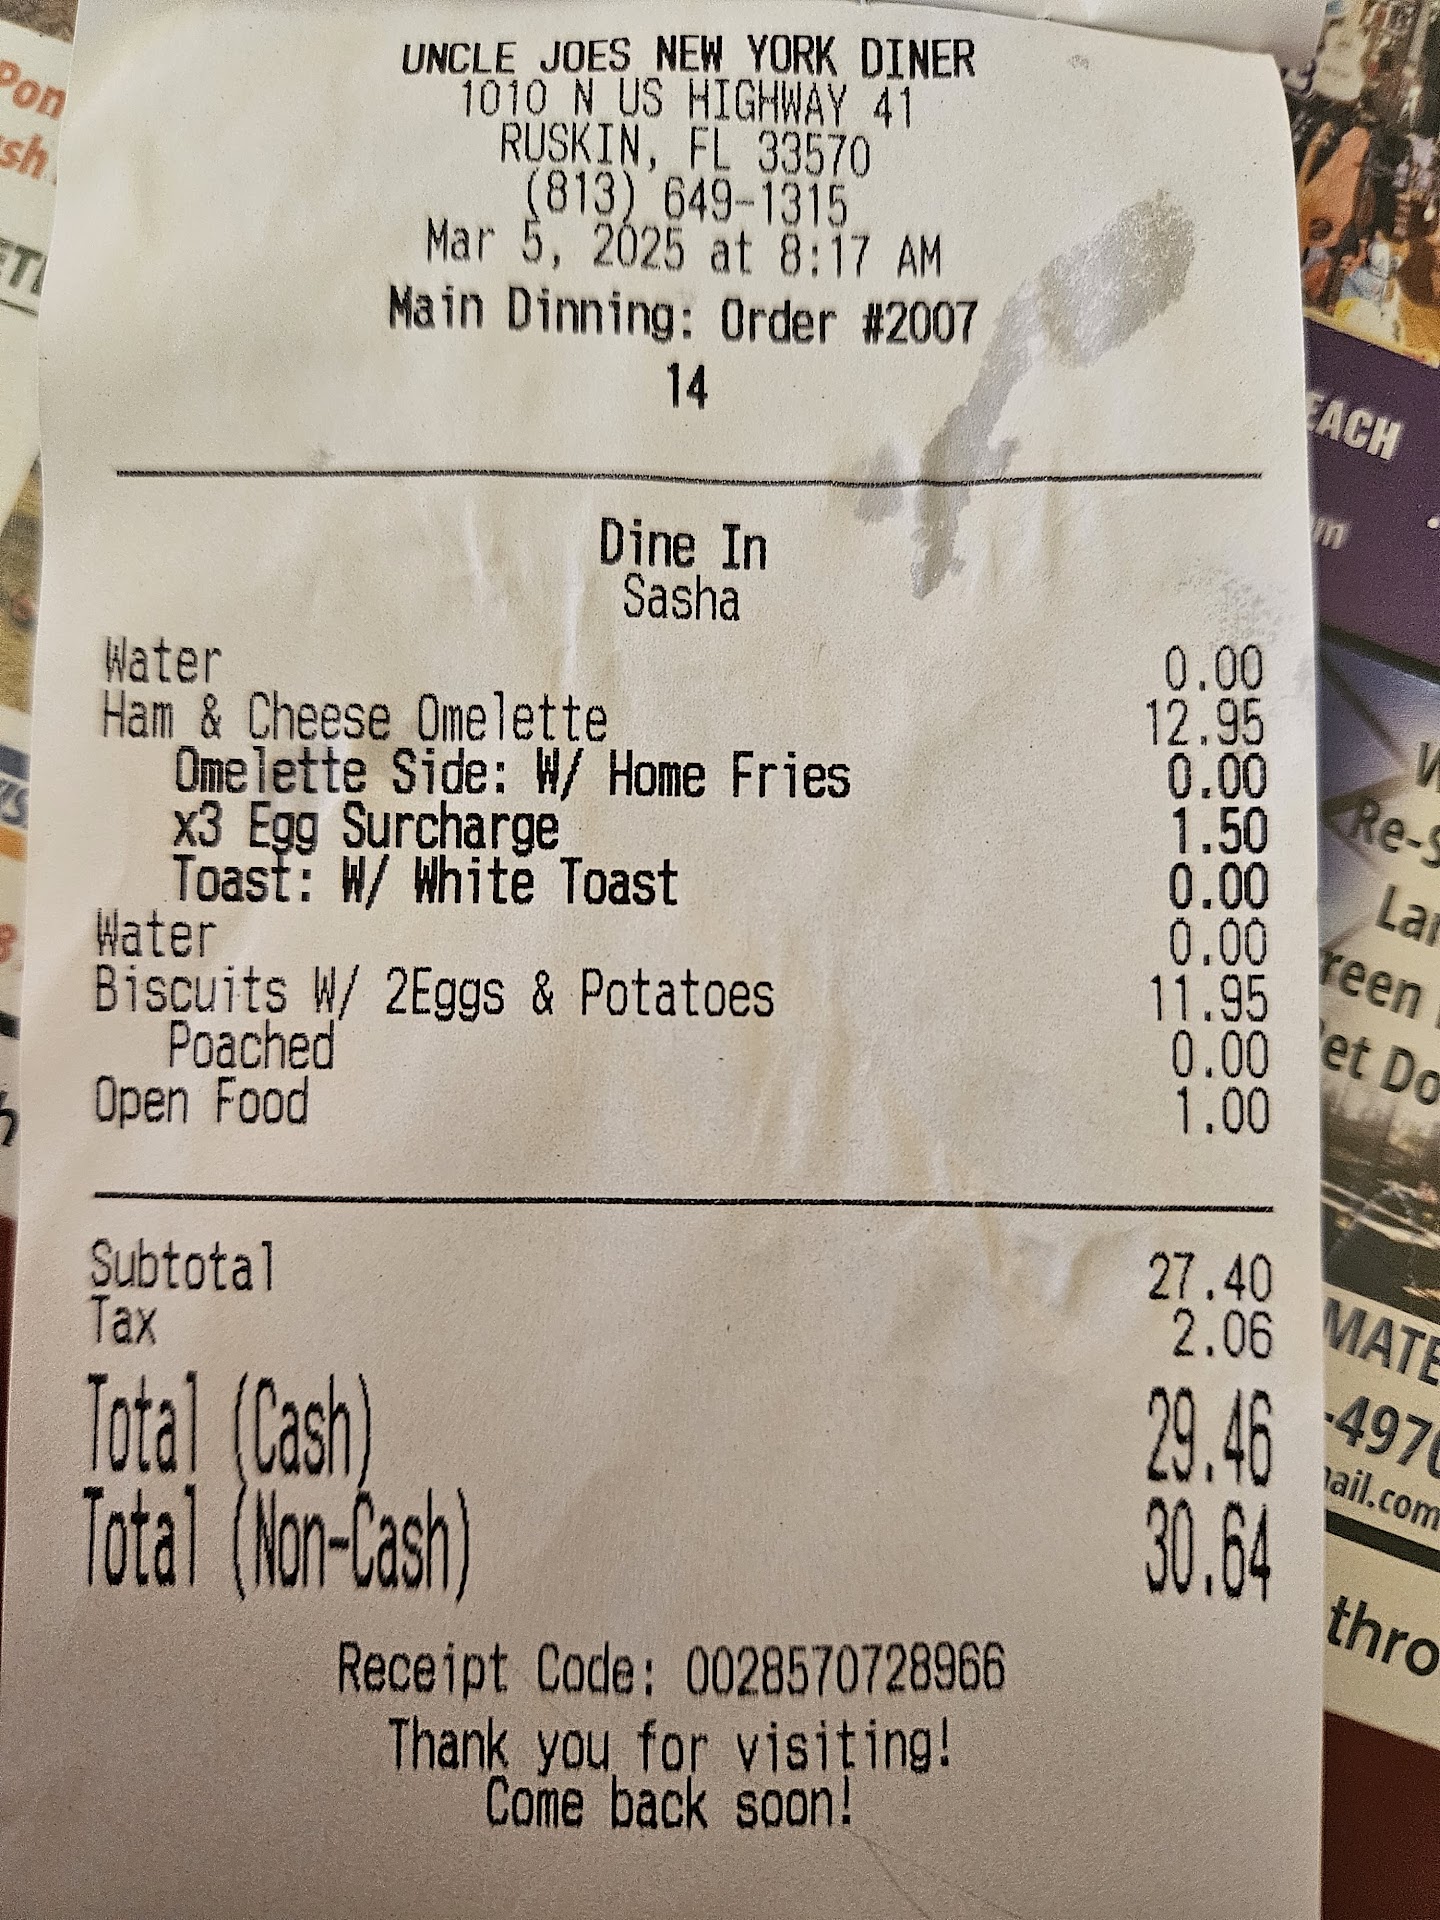 UNCLE JOES NEW YORK DINER
1010 N US HIGHWAY 41
RUSKIN, FL 33570
(813) 649-1315
Mar 5, 2025 at 8:17 AM
Main Dinning: Order #2007
14
Dine In
Sasha
Water 0.00
Ham & Cheese Omelette 12.95
Omelette Side: W/ Home Fries 0.00
x3 Egg Surcharge 1.50
Toast: W/ White Toast 0.00
Water 0.00
Biscuits W/ 2Eggs & Potatoes 11.95
Poached 0.00
Open Food 1.00
Subtotal 27.40
Tax 2.06
Total (Cash) 29.46
Total (Non-Cash) 30.64
Receipt Code: 0028570728966
Thank you for visiting!
Come back soon!